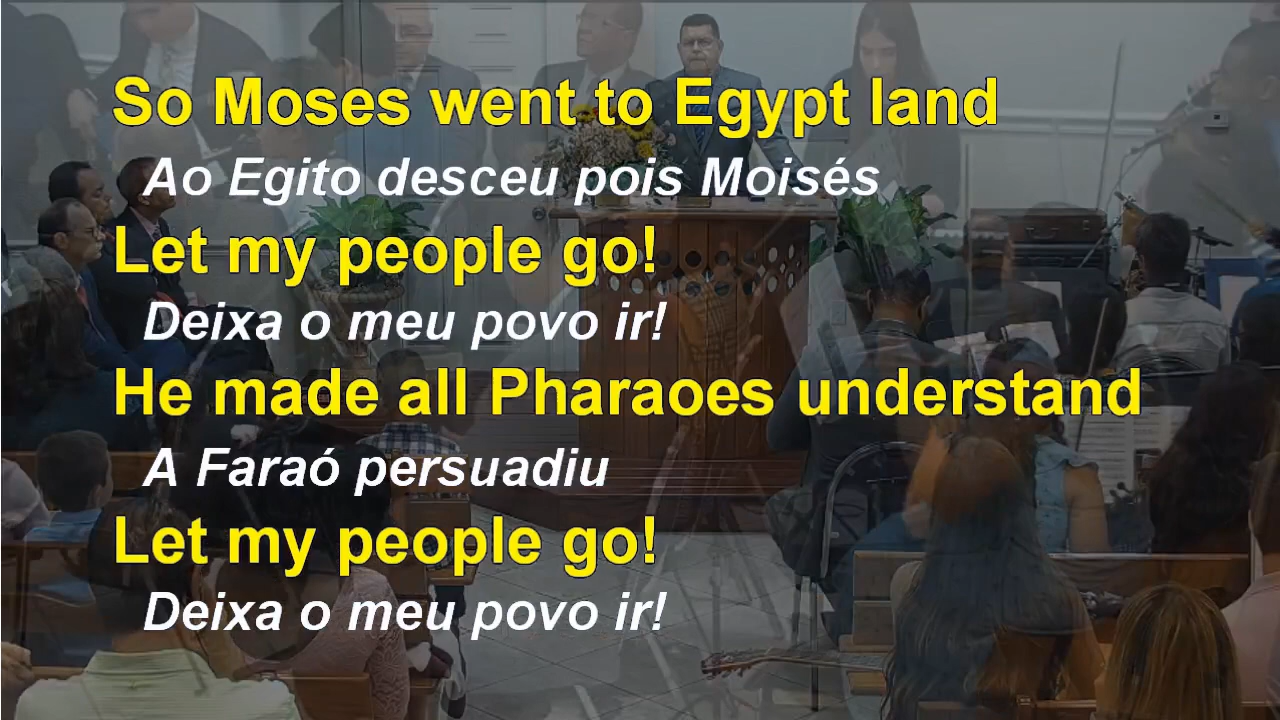 So Moses went to Egypt land
Ao Egito desceu pois Moisés
Let my people go!
Deixa o meu povo ir!
He made all Pharaoes understand
A Faraó persuadiu
Let my people go!
Deixa o meu povo ir!